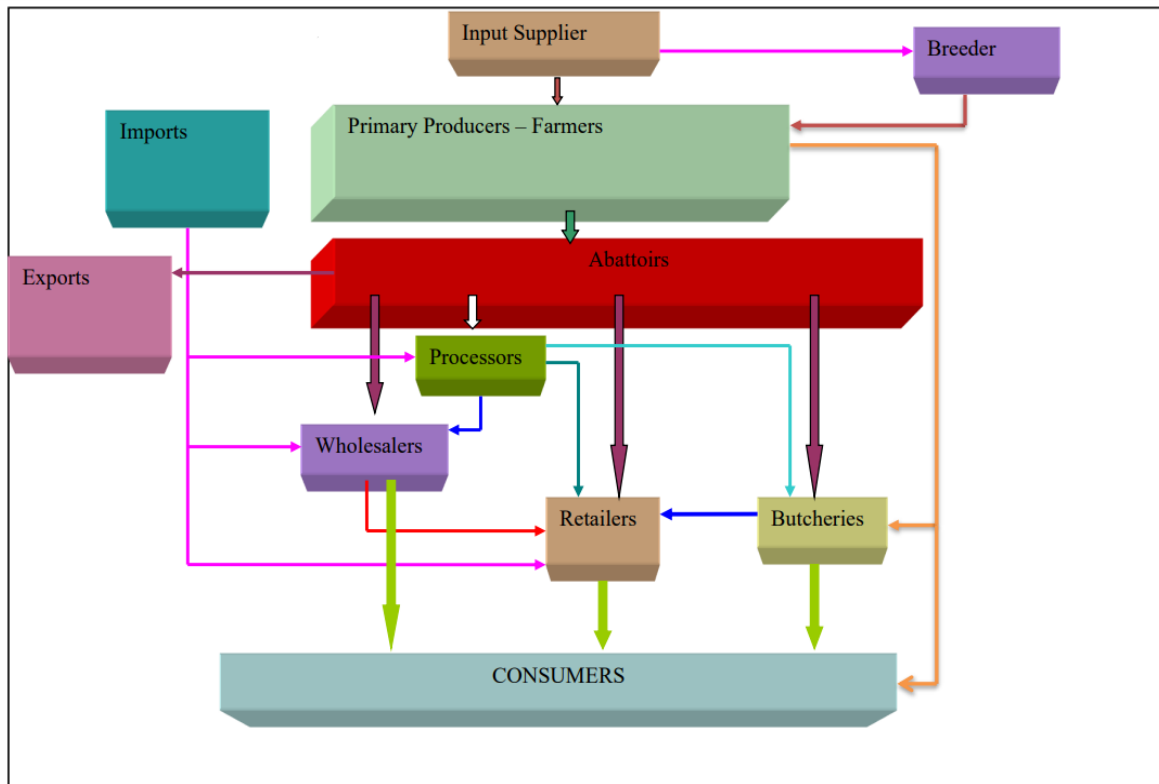 Input Supplier
Breeder
Primary Producers – Farmers
Imports
Abattoirs
Exports
Processors
Wholesalers
Retailers
Butcheries
CONSUMERS